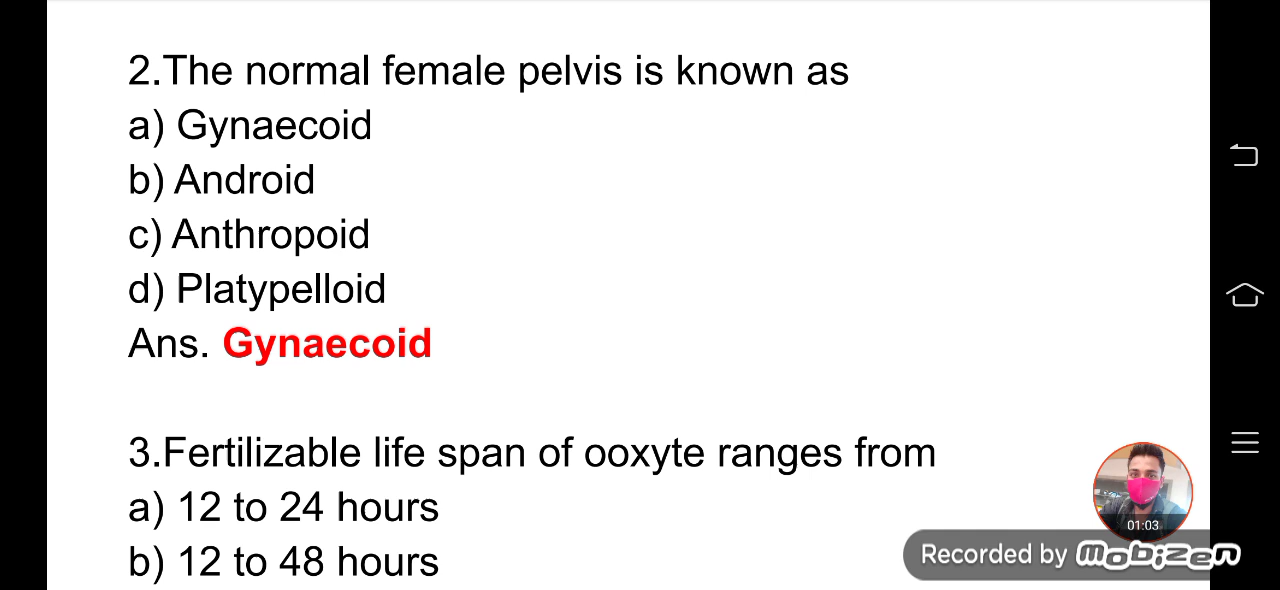 2.The normal female pelvis is known as
a) Gynaecoid
b) Android
c) Anthropoid
d) Platypelloid
Ans. Gynaecoid
3.Fertilizable life span of ooxyte ranges from
a) 12 to 24 hours
b) 12 to 48 hours
01:03
Recorded by Mobizen